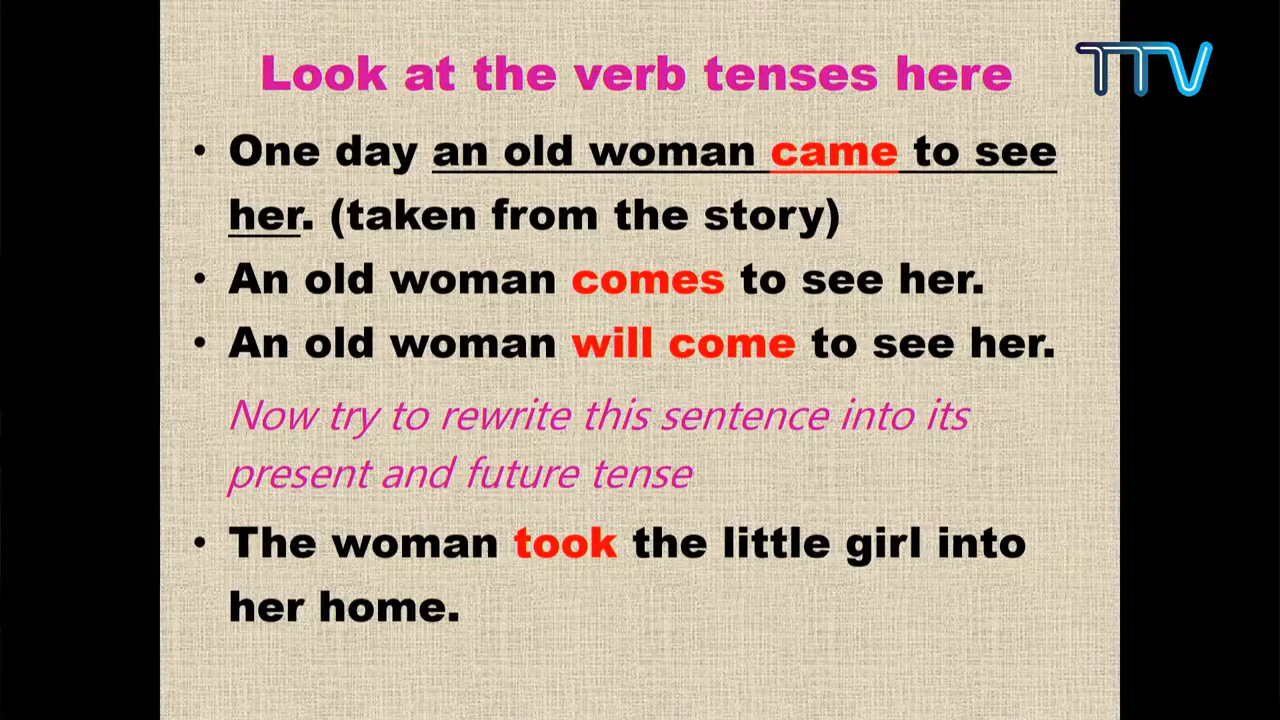 Look at the verb tenses here
TTV
• One day an old woman came to see
her. (taken from the story)
• An old woman comes to see her.
• An old woman will come to see her.
Now try to rewrite this sentence into its
present and future tense
• The woman took the little girl into
her home.